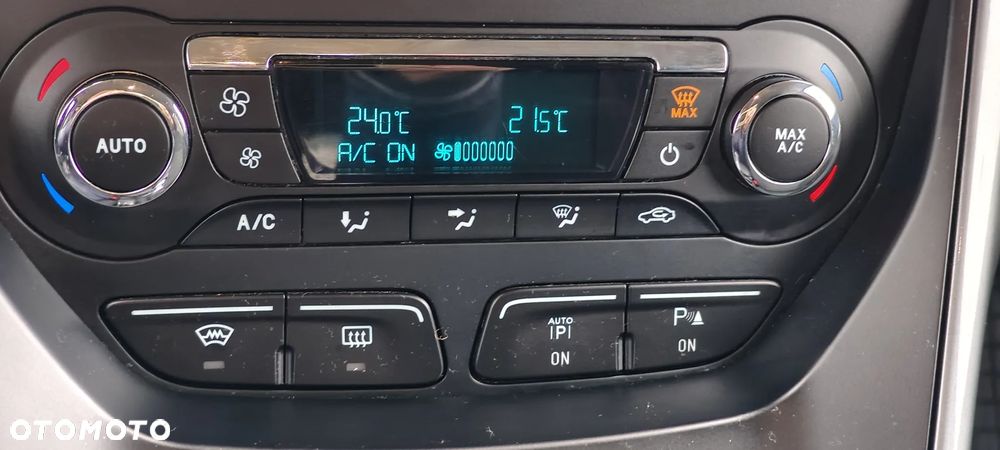 AUTO
24.0°C 21.5°C
A/C ON
MAX
MAX
A/C
A/C
AUTO
|P|
ON
P
ON
OTOMOTO